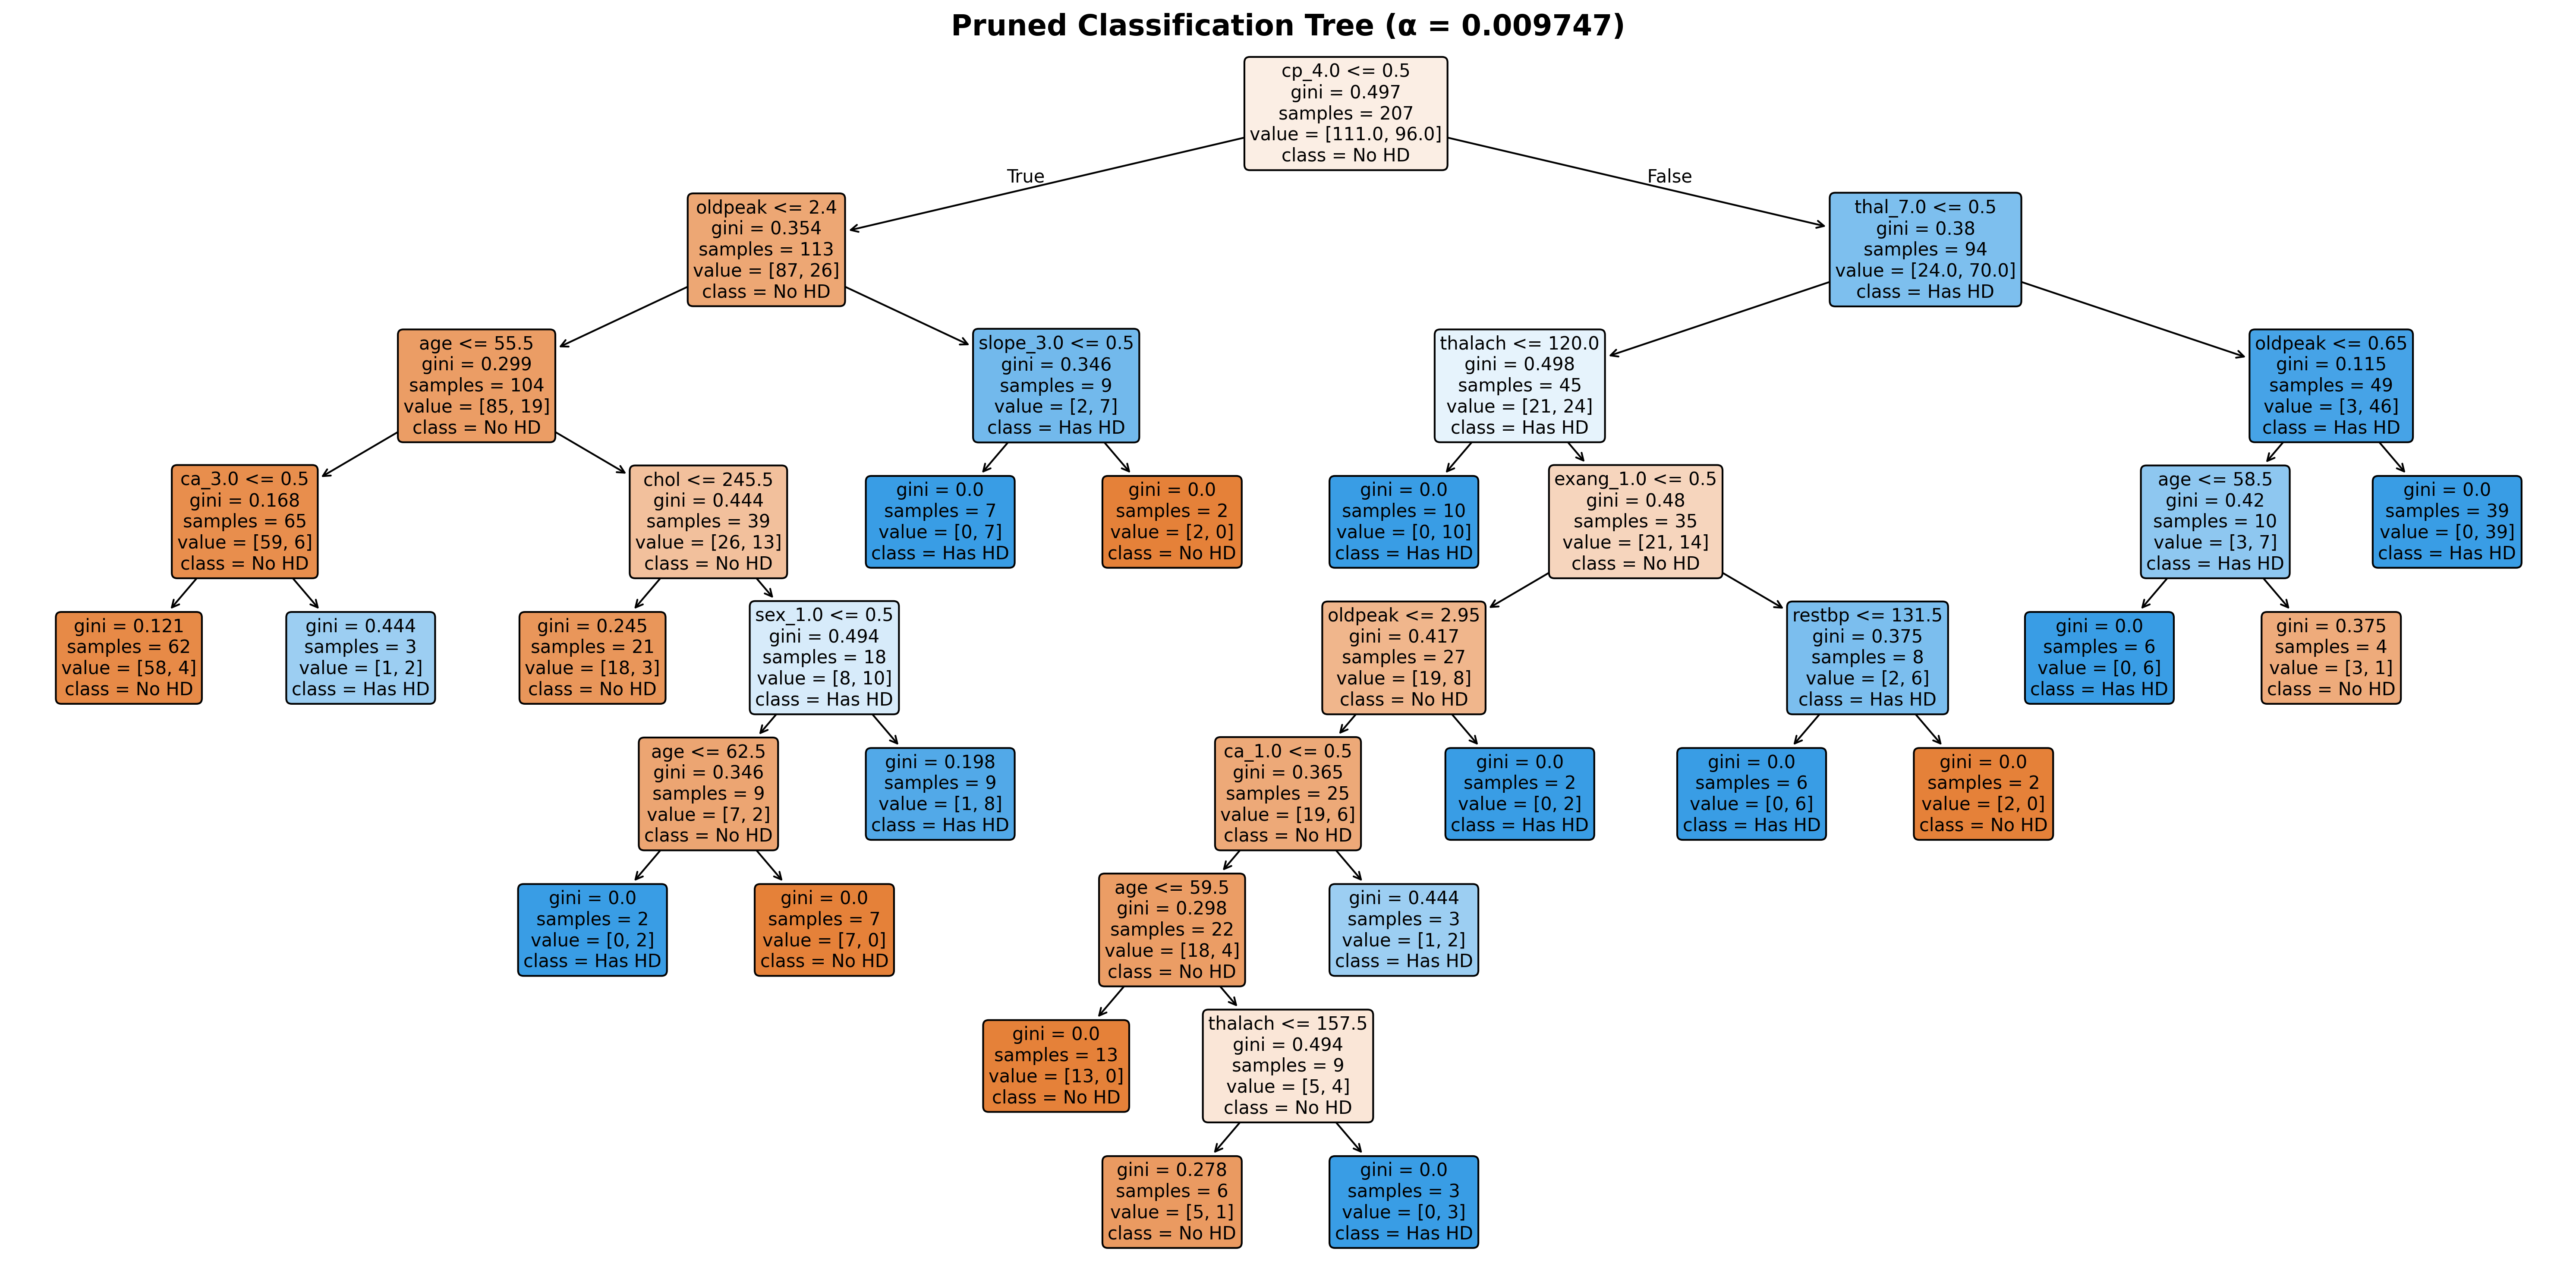 Pruned Classification Tree (α = 0.009747)
cp_4.0 <= 0.5
gini = 0.497
samples = 207
value = [111.0, 96.0]
class = No HD
True
False
oldpeak <= 2.4
gini = 0.354
samples = 113
value = [87, 26]
class = No HD
thal_7.0 <= 0.5
gini = 0.38
samples = 94
value = [24.0, 70.0]
class = Has HD
age <= 55.5
gini = 0.299
samples = 104
value = [85, 19]
class = No HD
slope_3.0 <= 0.5
gini = 0.346
samples = 9
value = [2, 7]
class = Has HD
thalach <= 120.0
gini = 0.498
samples = 45
value = [21, 24]
class = Has HD
oldpeak <= 0.65
gini = 0.115
samples = 49
value = [3, 46]
class = Has HD
ca_3.0 <= 0.5
gini = 0.168
samples = 65
value = [59, 6]
class = No HD
chol <= 245.5
gini = 0.444
samples = 39
value = [26, 13]
class = No HD
gini = 0.0
samples = 7
value = [0, 7]
class = Has HD
gini = 0.0
samples = 2
value = [2, 0]
class = No HD
gini = 0.0
samples = 10
value = [0, 10]
class = Has HD
exang_1.0 <= 0.5
gini = 0.48
samples = 35
value = [21, 14]
class = No HD
age <= 58.5
gini = 0.42
samples = 10
value = [3, 7]
class = Has HD
gini = 0.0
samples = 39
value = [0, 39]
class = Has HD
gini = 0.121
samples = 62
value = [58, 4]
class = No HD
gini = 0.444
samples = 3
value = [1, 2]
class = Has HD
gini = 0.245
samples = 21
value = [18, 3]
class = No HD
sex_1.0 <= 0.5
gini = 0.494
samples = 18
value = [8, 10]
class = Has HD
oldpeak <= 2.95
gini = 0.417
samples = 27
value = [19, 8]
class = No HD
restbp <= 131.5
gini = 0.375
samples = 8
value = [2, 6]
class = Has HD
gini = 0.0
samples = 6
value = [0, 6]
class = Has HD
gini = 0.375
samples = 4
value = [3, 1]
class = No HD
age <= 62.5
gini = 0.346
samples = 9
value = [7, 2]
class = No HD
gini = 0.198
samples = 9
value = [1, 8]
class = Has HD
ca_1.0 <= 0.5
gini = 0.365
samples = 25
value = [19, 6]
class = No HD
gini = 0.0
samples = 2
value = [0, 2]
class = Has HD
gini = 0.0
samples = 6
value = [0, 6]
class = Has HD
gini = 0.0
samples = 2
value = [2, 0]
class = No HD
gini = 0.0
samples = 2
value = [0, 2]
class = Has HD
gini = 0.0
samples = 7
value = [7, 0]
class = No HD
age <= 59.5
gini = 0.298
samples = 22
value = [18, 4]
class = No HD
gini = 0.444
samples = 3
value = [1, 2]
class = Has HD
gini = 0.0
samples = 13
value = [13, 0]
class = No HD
thalach <= 157.5
gini = 0.494
samples = 9
value = [5, 4]
class = No HD
gini = 0.278
samples = 6
value = [5, 1]
class = No HD
gini = 0.0
samples = 3
value = [0, 3]
class = Has HD